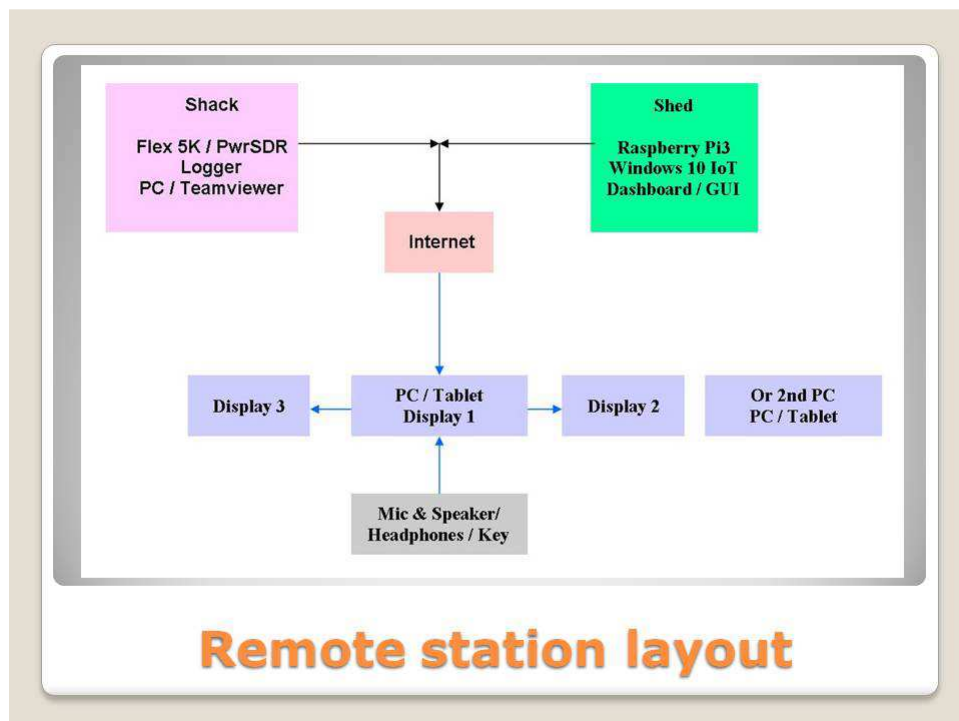 Shack
Flex 5K / PwrSDR
Logger
PC / Teamviewer
Shed
Raspberry Pi3
Windows 10 IoT
Dashboard / GUI
Internet
Display 3
PC / Tablet
Display 1
Display 2
Or 2nd PC
PC / Tablet
Mic & Speaker/
Headphones / Key
Remote station layout